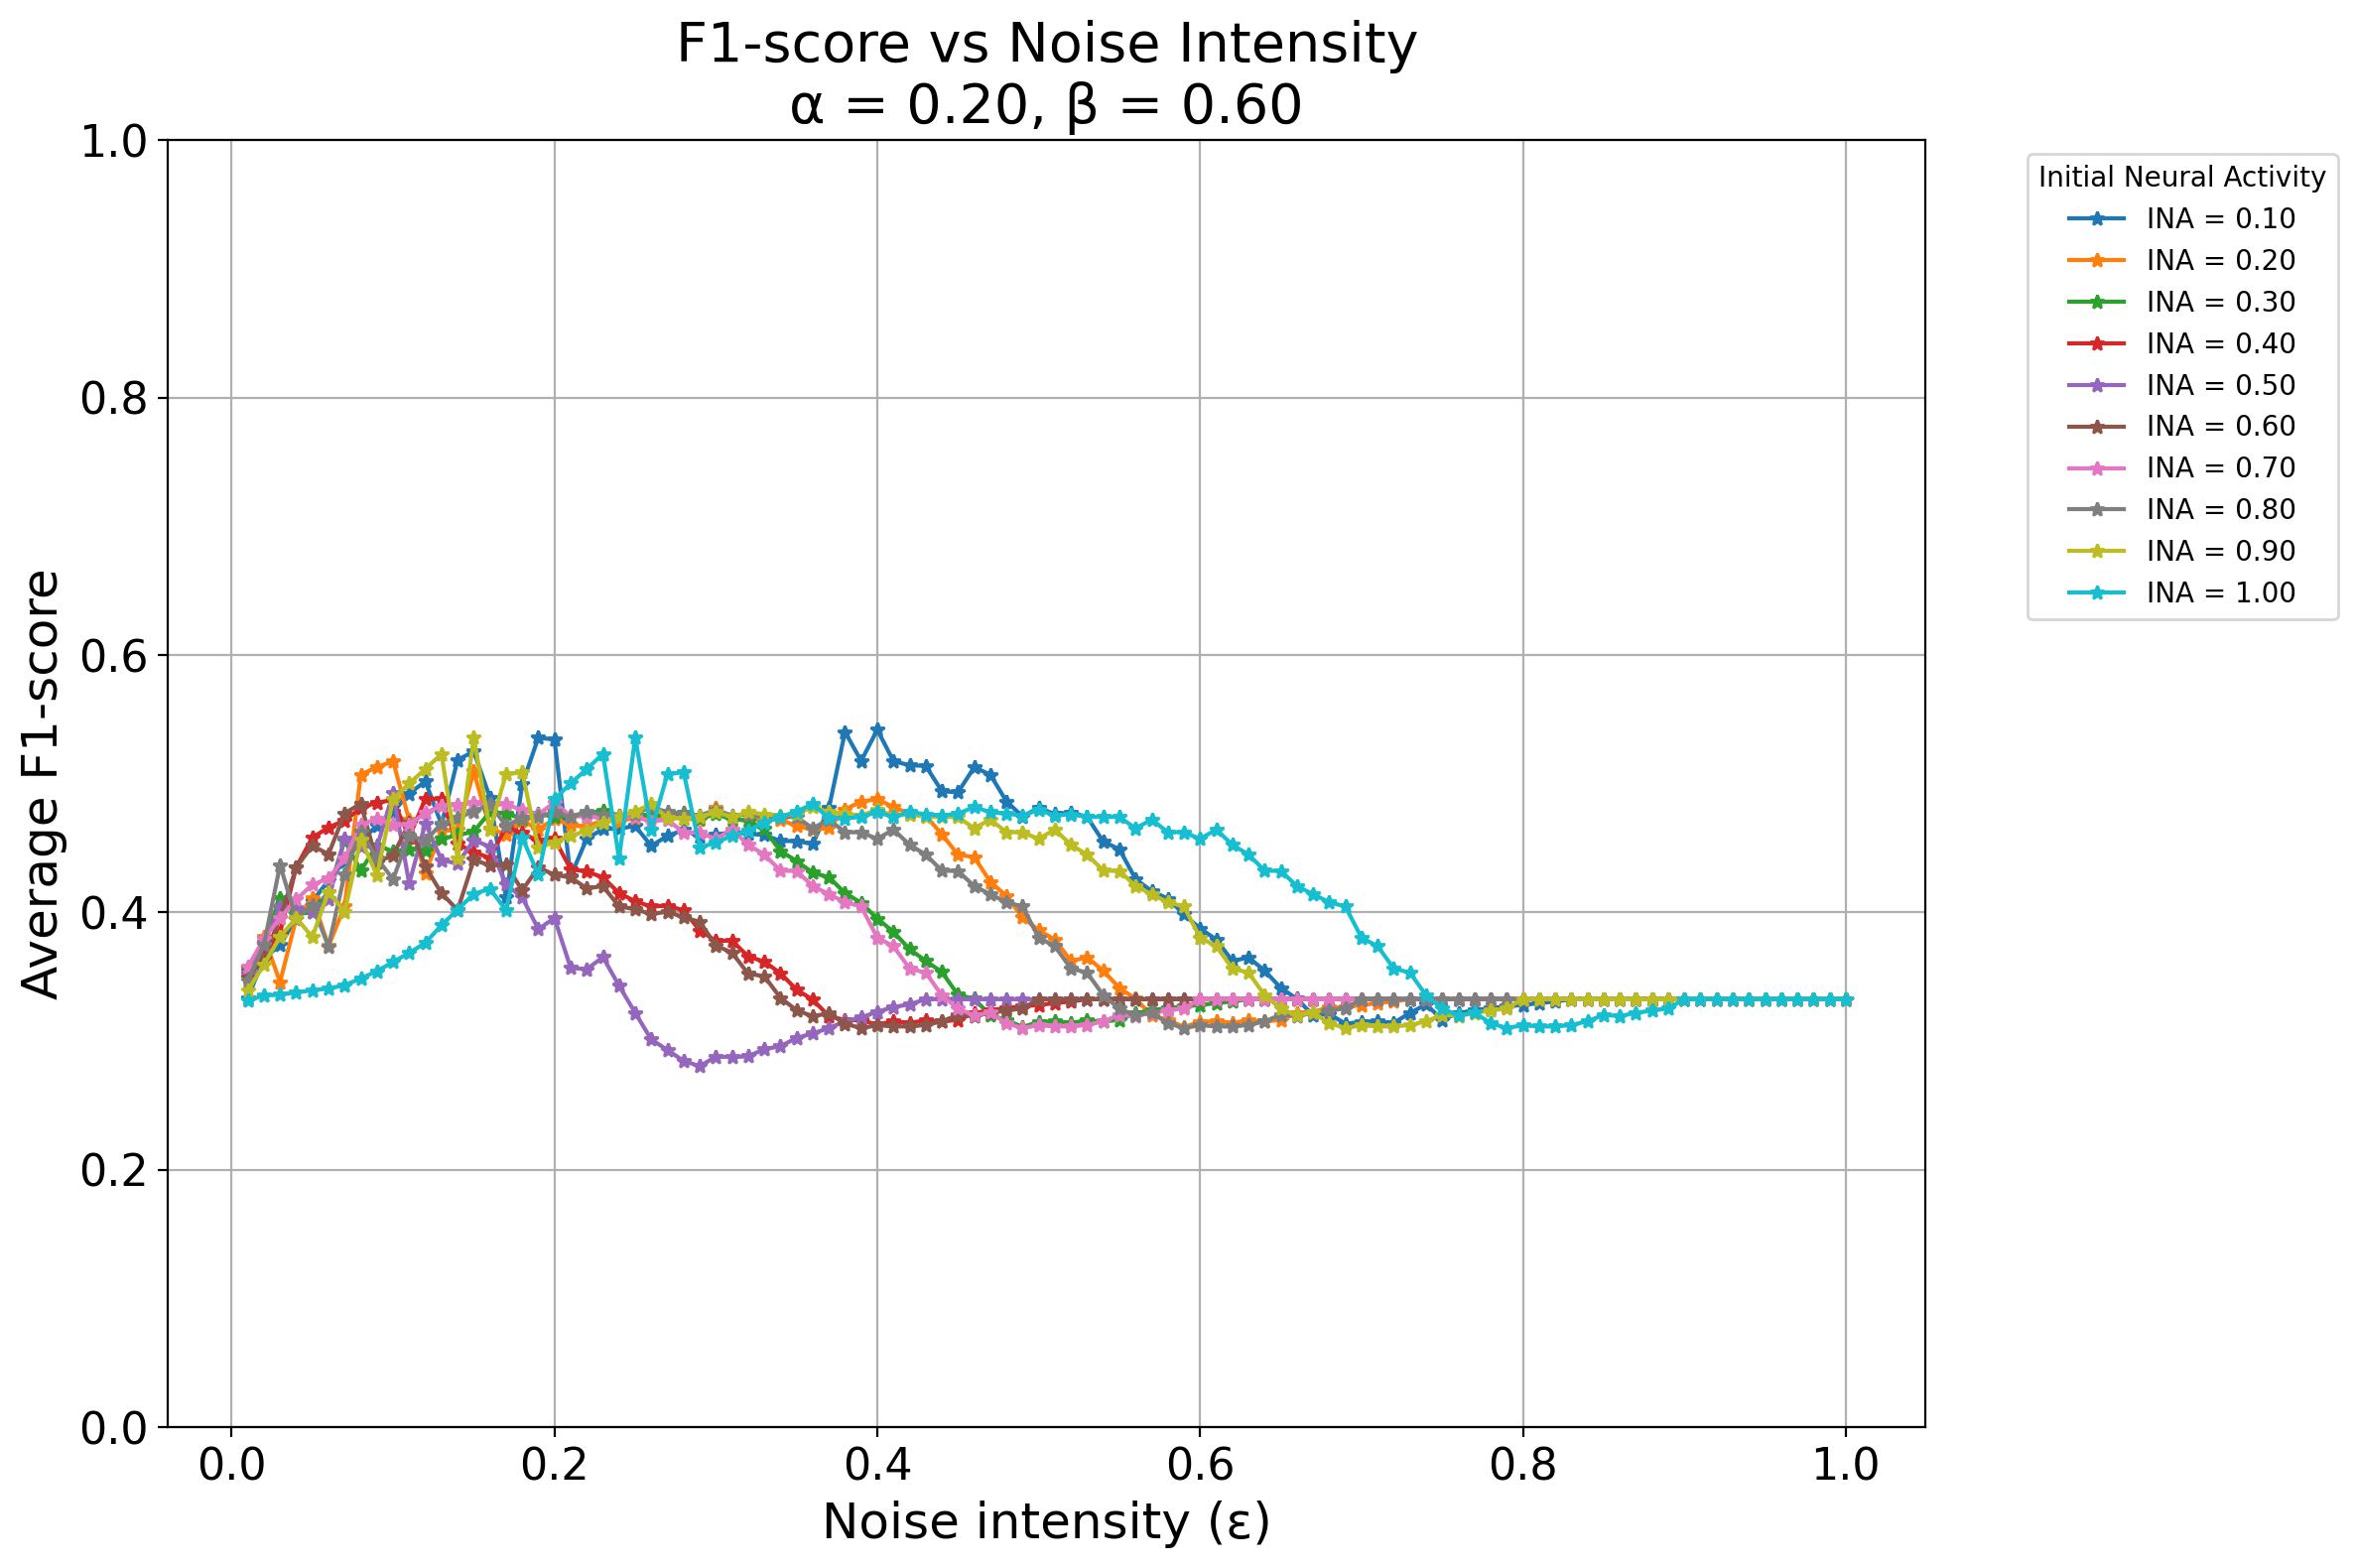 F1-score vs Noise Intensity
α = 0.20, β = 0.60
1.0
0.8
0.6
0.4
0.2
0.0
Average F1-score
0.0
0.2
0.4
0.6
0.8
1.0
Noise intensity (ε)
Initial Neural Activity
INA = 0.10
INA = 0.20
INA = 0.30
INA = 0.40
INA = 0.50
INA = 0.60
INA = 0.70
INA = 0.80
INA = 0.90
INA = 1.00